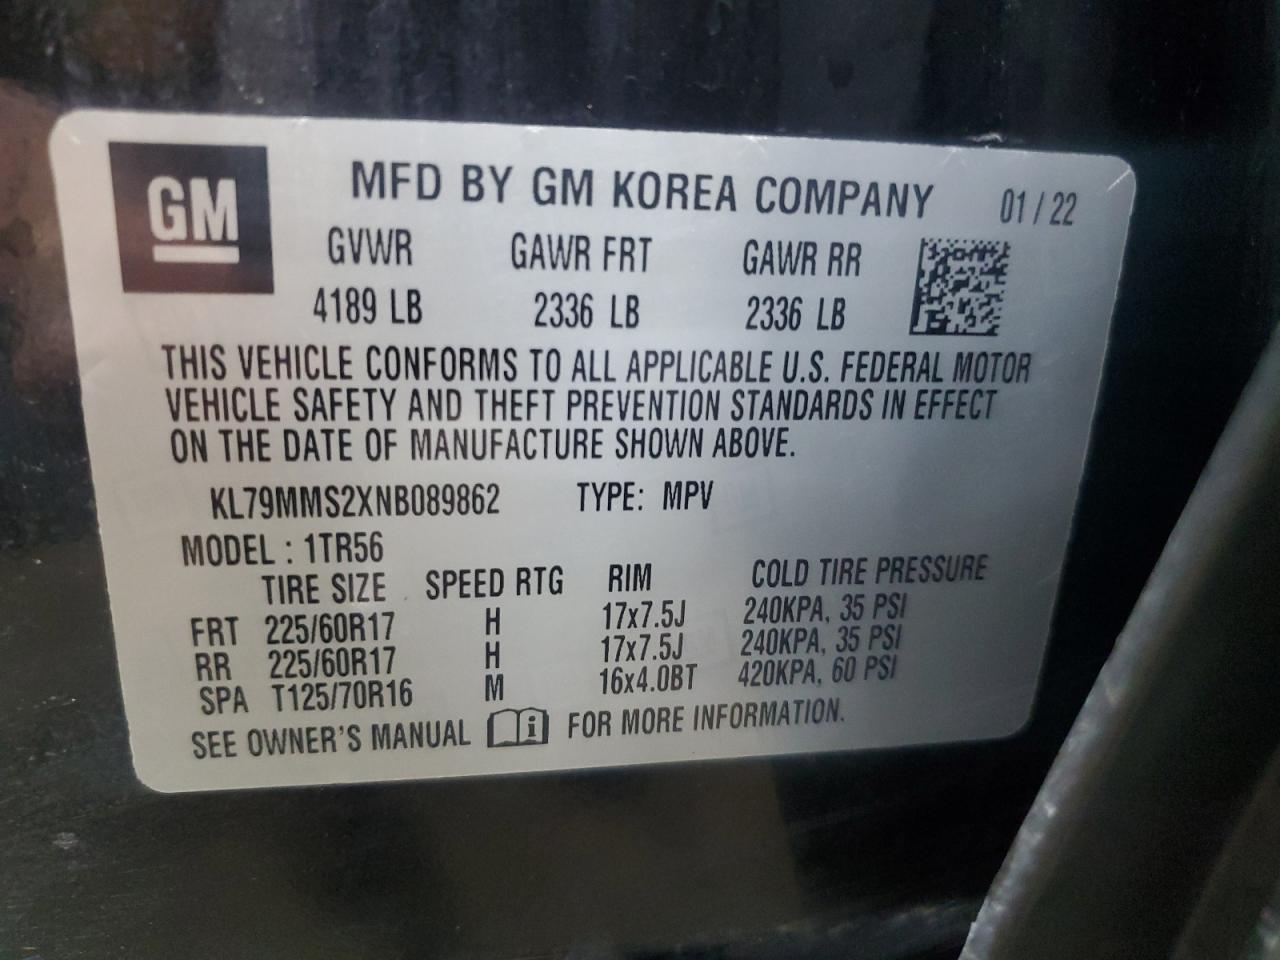 GM
MFD BY GM KOREA COMPANY 01 / 22
GVWR GAWR FRT GAWR RR
4189 LB 2336 LB 2336 LB
THIS VEHICLE CONFORMS TO ALL APPLICABLE U.S. FEDERAL MOTOR
VEHICLE SAFETY AND THEFT PREVENTION STANDARDS IN EFFECT
ON THE DATE OF MANUFACTURE SHOWN ABOVE.
KL79MMS2XNB089862 TYPE: MPV
MODEL : 1TR56
TIRE SIZE SPEED RTG RIM COLD TIRE PRESSURE
FRT 225/60R17 H 17x7.5J 240KPA, 35 PSI
RR 225/60R17 H 17x7.5J 240KPA, 35 PSI
SPA T125/70R16 M 16x4.0BT 420KPA, 60 PSI
SEE OWNER'S MANUAL i FOR MORE INFORMATION.